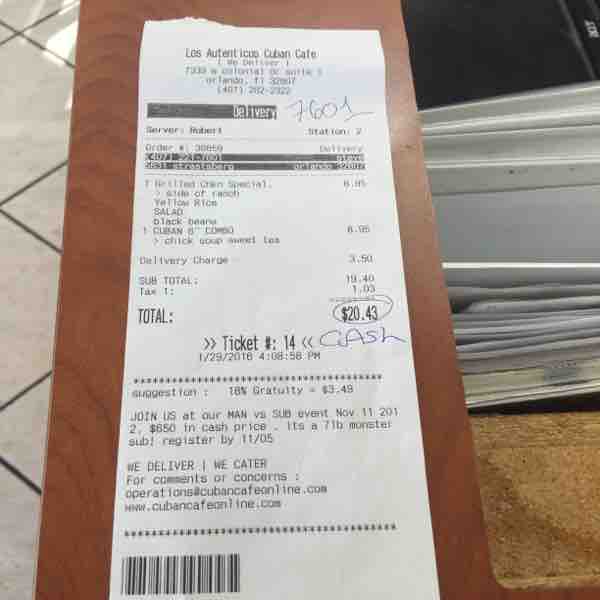 Los Autenticos Cuban Cafe
[ We Deliver ]
7339 e colonial dr suite
orlando, fl 32807
(407) 282-2322
Delivery 7601
Server: Robert Station: 2
Order #: 30859 Delivery
(407) 221-7601 steve
5631 orlando 32807
1 Grilled Chkn Special. 8.95
> side of ranch
Yellow Rice
SALAD
black beans
1 CUBAN 6" COMBO 6.95
> chick soup sweet tea
Delivery Charge 3.50
SUB TOTAL: 19.40
Tax 1: 1.03
TOTAL: $20.43
>> Ticket #: 14 << CASH
1/29/2016 4:08:58 PM
suggestion : 18% Gratuity = $3.49
JOIN US at our MAN vs SUB event Nov 11 201
2, $650 in cash price . Its a 7lb monster
sub! register by 11/05
WE DELIVER | WE CATER
For comments or concerns :
operations@cubancafeonline.com
www.cubancafeonline.com